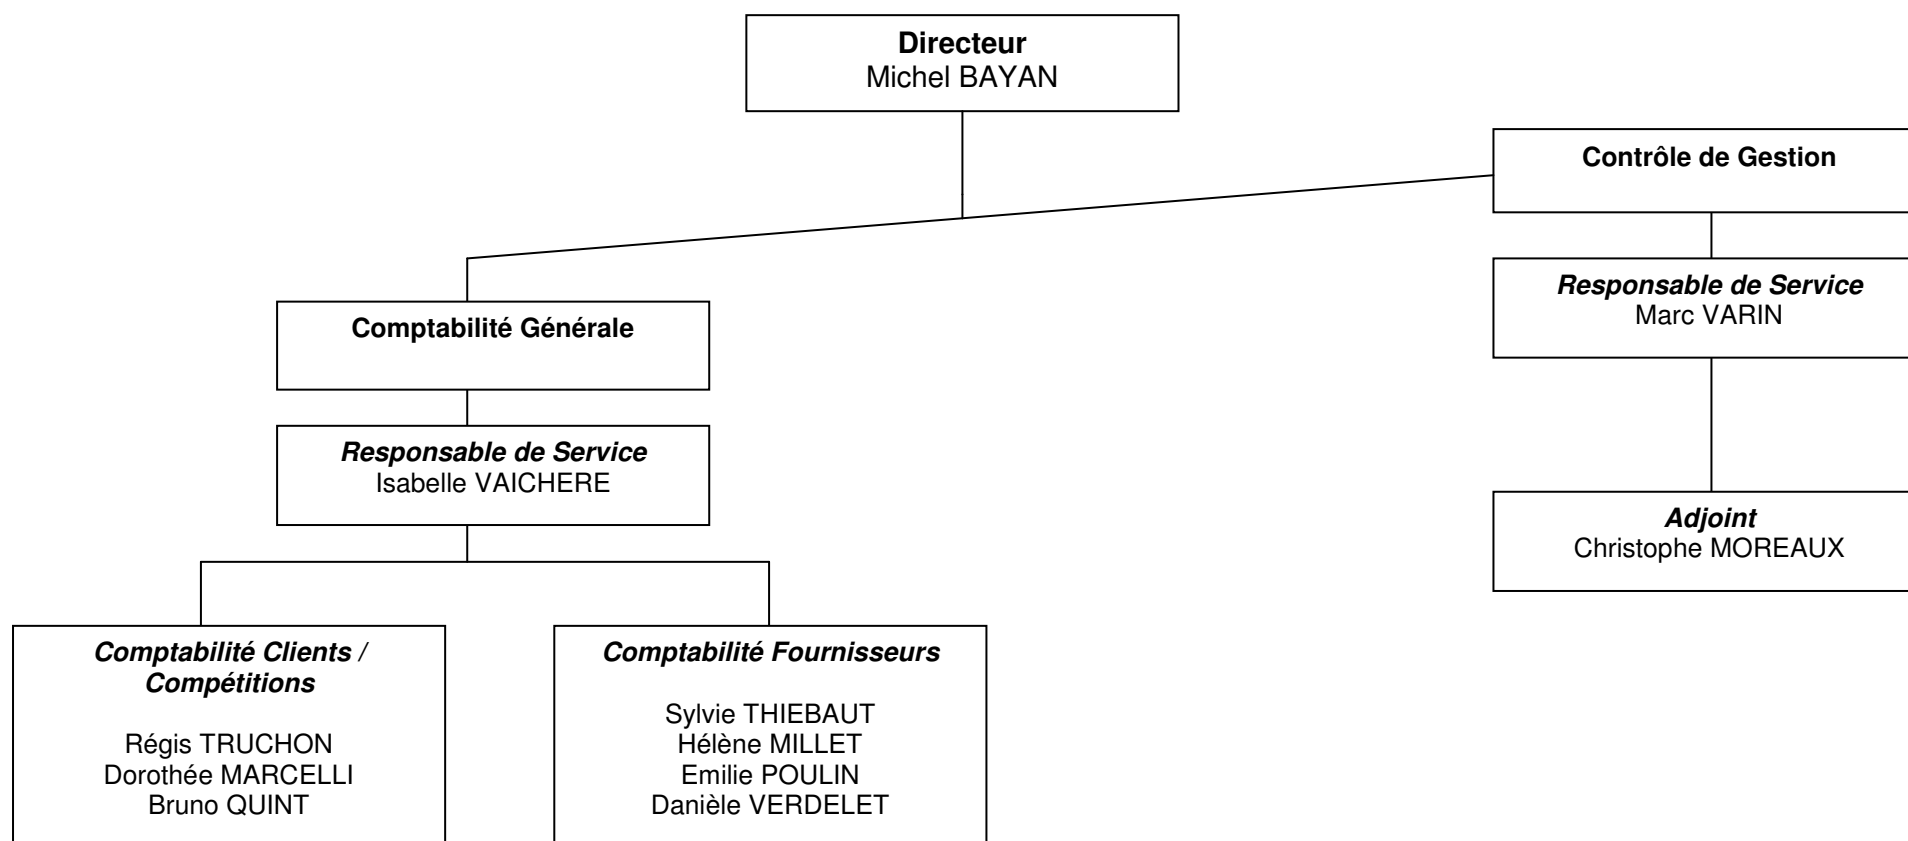 Directeur
Michel BAYAN
Contrôle de Gestion
Responsable de Service
Marc VARIN
Comptabilité Générale
Responsable de Service
Isabelle VAICHERE
Adjoint
Christophe MOREAUX
Comptabilité Clients /
Compétitions
Régis TRUCHON
Dorothée MARCELLI
Bruno QUINT
Comptabilité Fournisseurs
Sylvie THIEBAUT
Hélène MILLET
Emilie POULIN
Danièle VERDELET